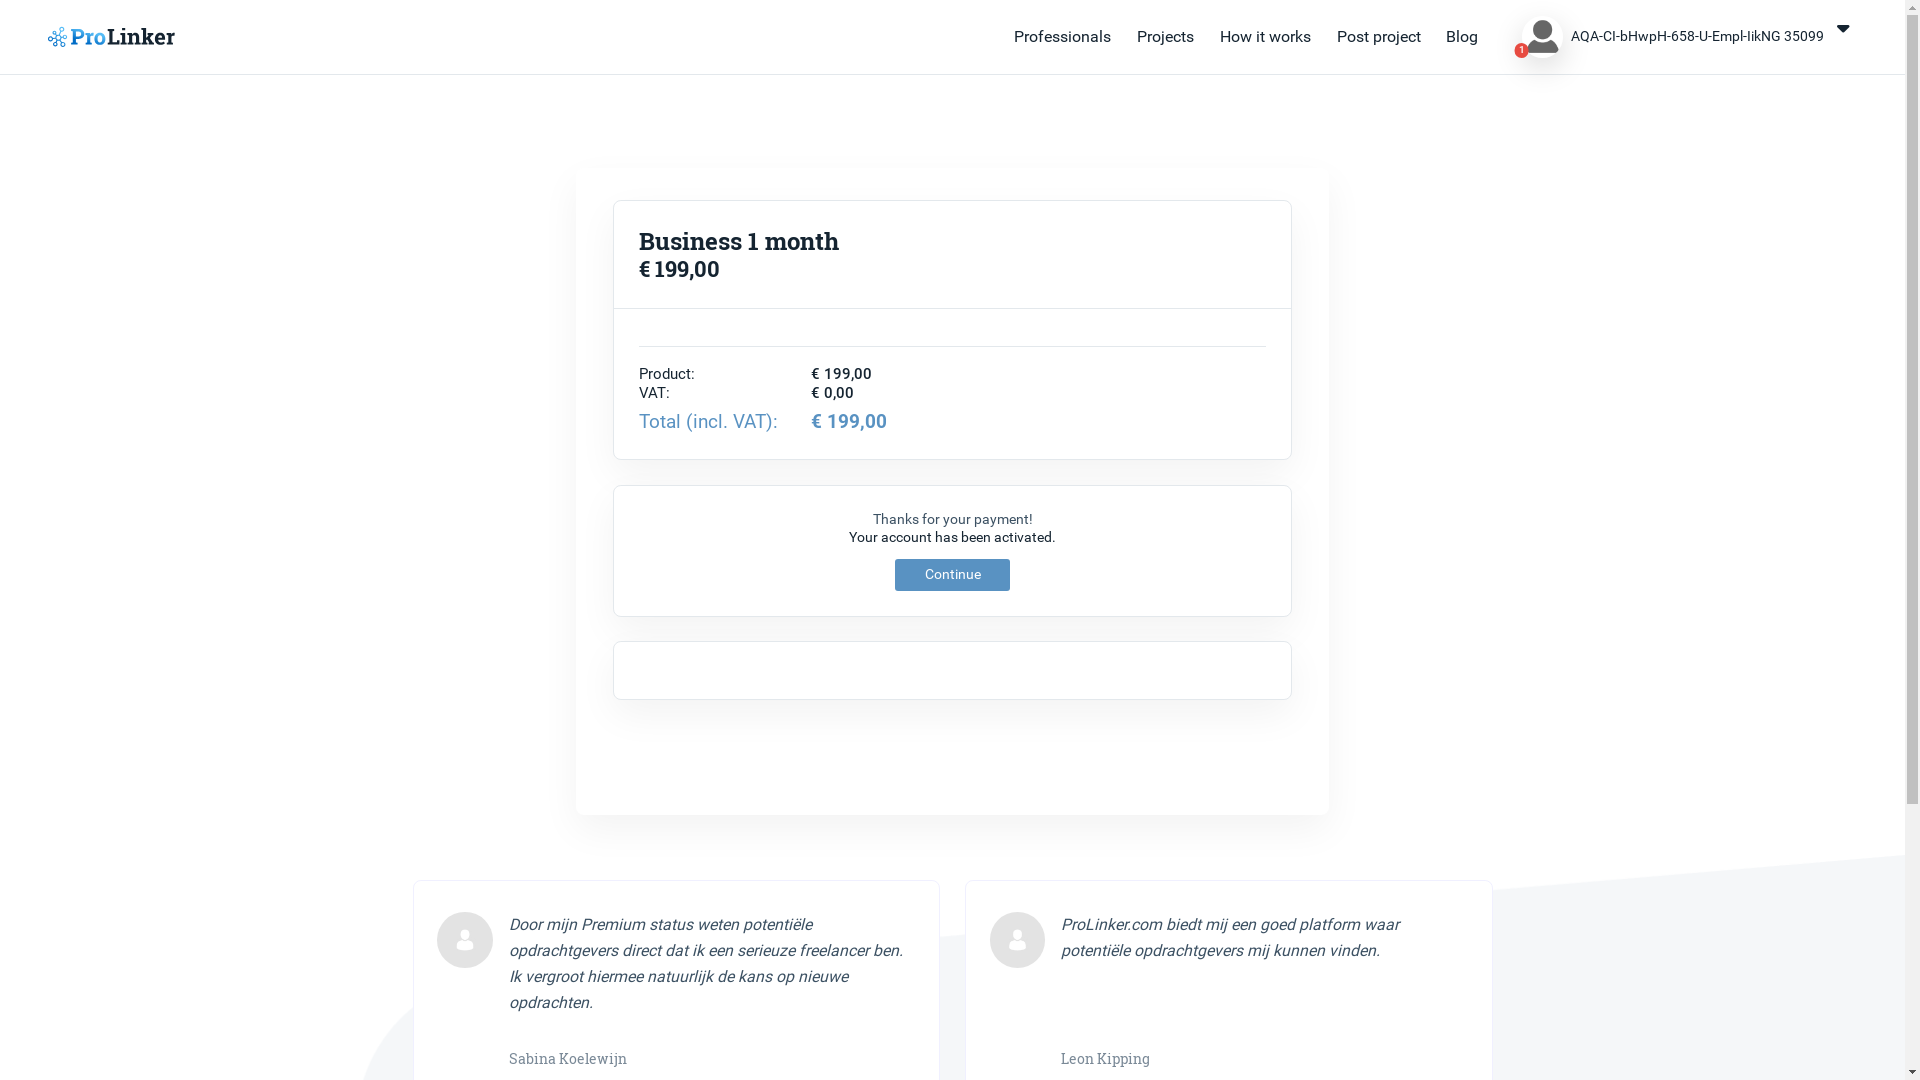 ProLinker
Professionals
Projects
How it works
Post project
Blog
1
AQA-CI-bHwpH-658-U-Empl-IikNG 35099
Business 1 month
€ 199,00
Product: € 199,00
VAT: € 0,00
Total (incl. VAT): € 199,00
Thanks for your payment!
Your account has been activated.
Continue
Door mijn Premium status weten potentiële
opdrachtgevers direct dat ik een serieuze freelancer ben.
Ik vergroot hiermee natuurlijk de kans op nieuwe
opdrachten.
Sabina Koelewijn
ProLinker.com biedt mij een goed platform waar
potentiële opdrachtgevers mij kunnen vinden.
Leon Kipping